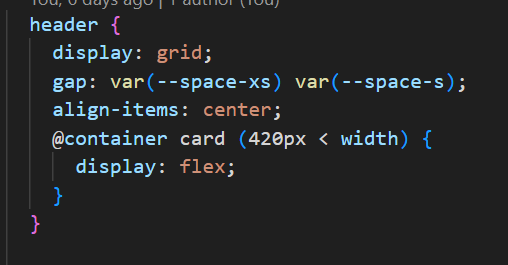 You, 6 days ago | 1 author (You)
header {
display: grid;
gap: var(--space-xs) var(--space-s);
align-items: center;
@container card (420px < width) {
display: flex;
}
}